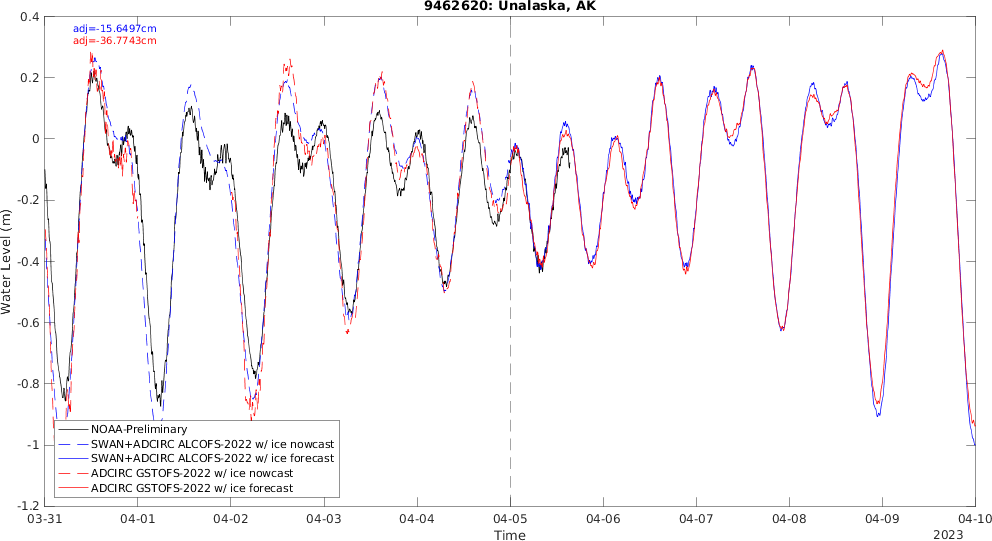 9462620: Unalaska, AK
adj=-15.6497cm
adj=-36.7743cm
0.4
0.2
0
-0.2
-0.4
-0.6
-0.8
-1
-1.2
Water Level (m)
NOAA-Preliminary
SWAN+ADCIRC ALCOFS-2022 w/ ice nowcast
SWAN+ADCIRC ALCOFS-2022 w/ ice forecast
ADCIRC GSTOFS-2022 w/ ice nowcast
ADCIRC GSTOFS-2022 w/ ice forecast
03-31 04-01 04-02 04-03 04-04 04-05 04-06 04-07 04-08 04-09 04-10
Time
2023